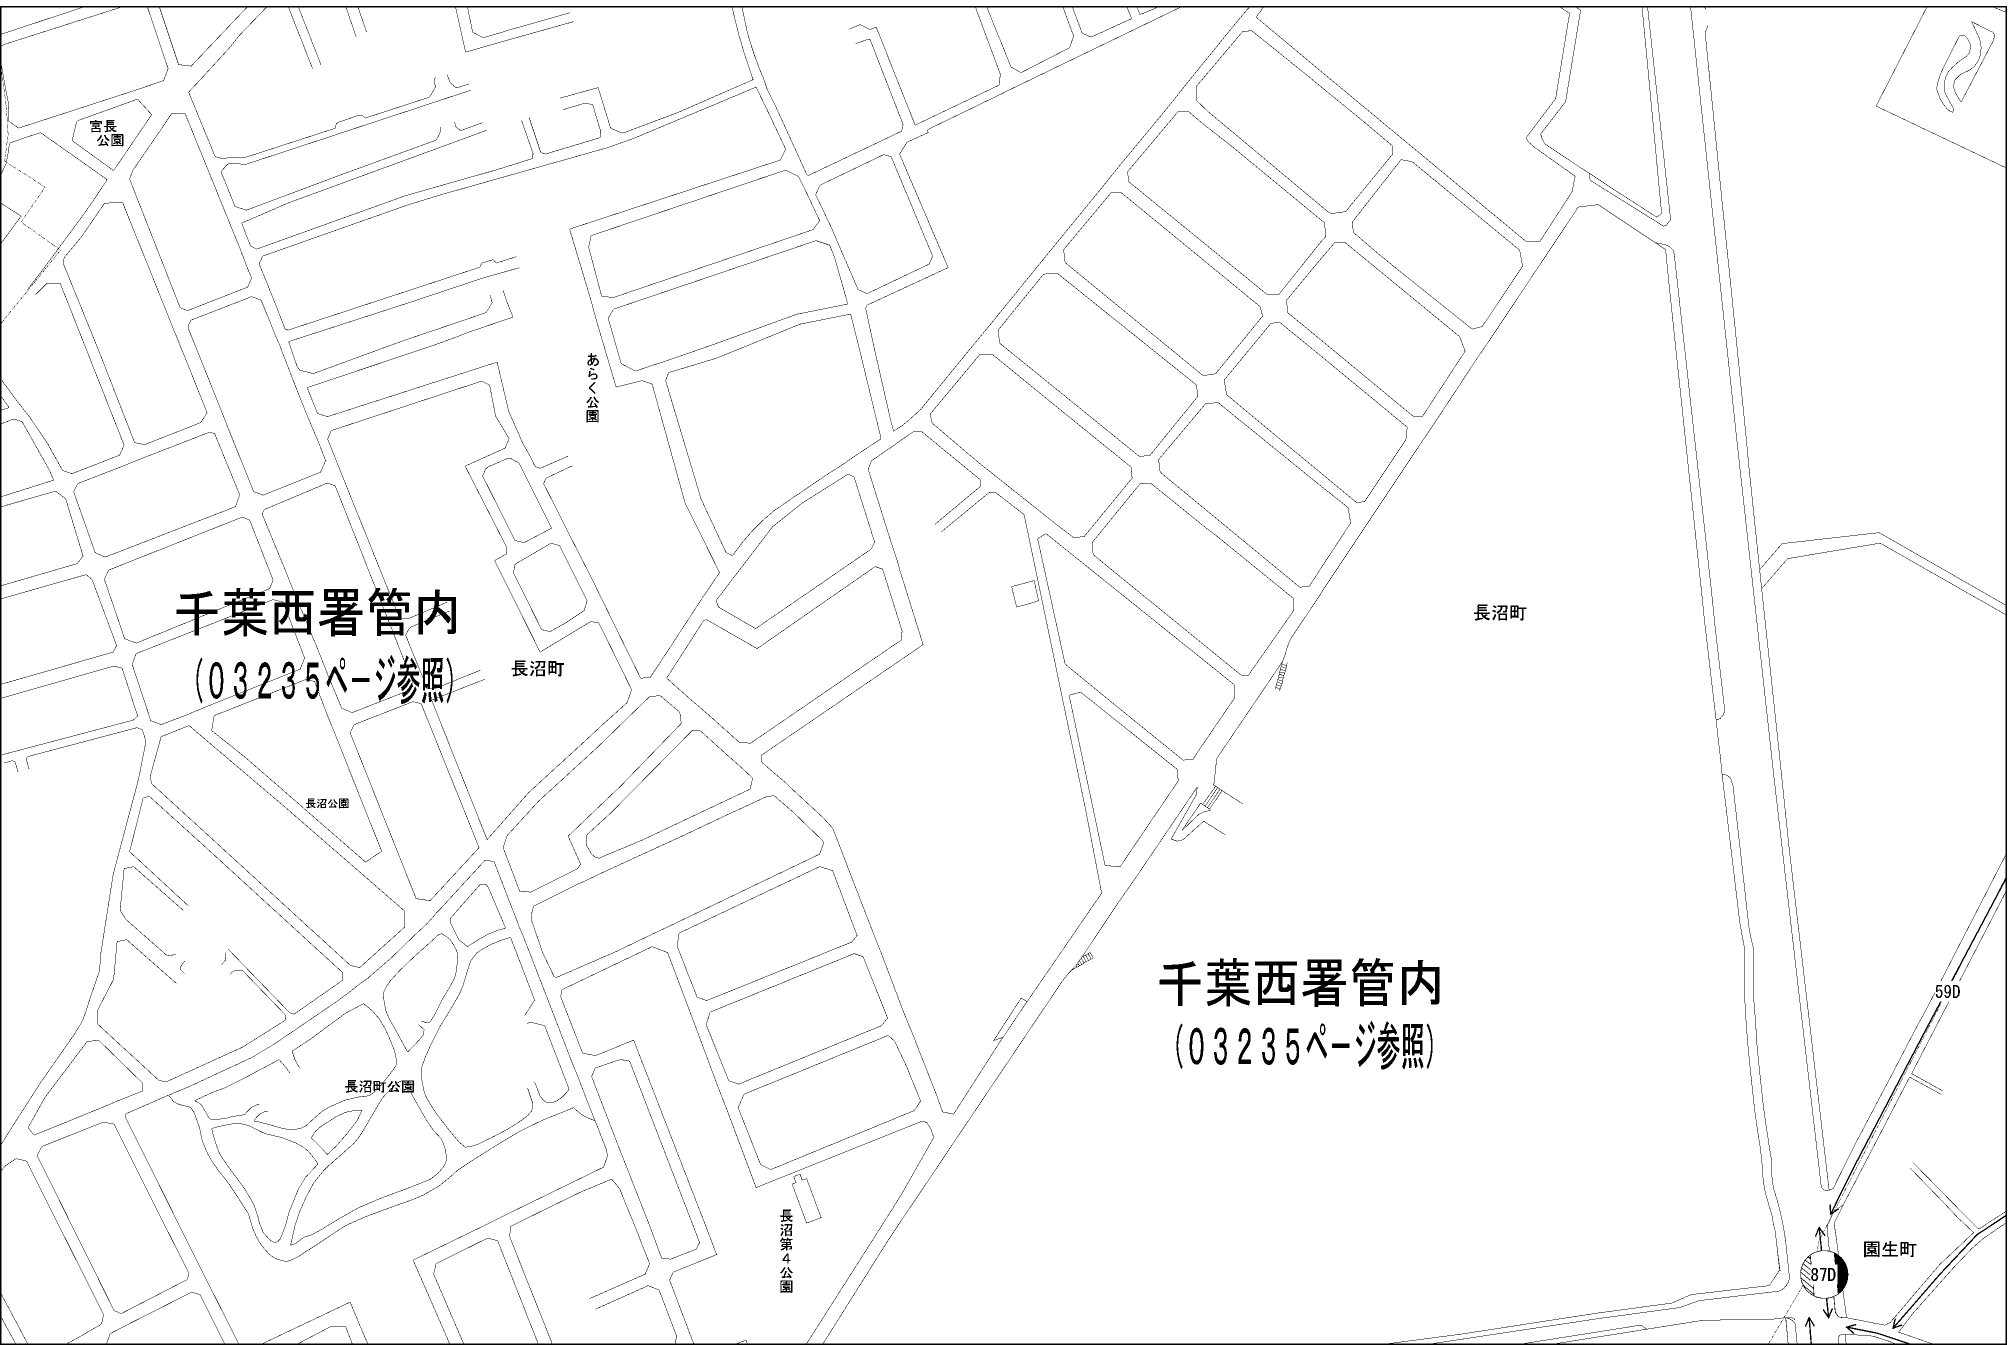 宮長
公園
あらく公園
千葉西署管内
(03235ページ参照)
長沼町
長沼町
長沼公園
千葉西署管内
(03235ページ参照)
59D
長沼町公園
長沼第4公園
園生町
87D